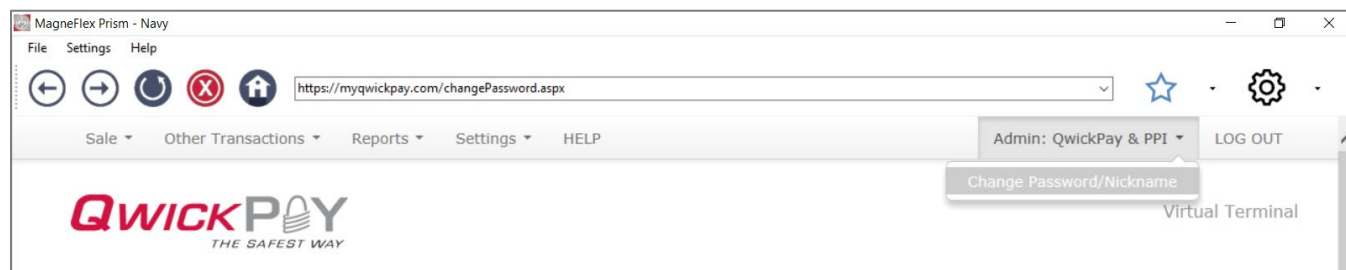 MagneFlex Prism - Navy
File Settings Help
https://myqwickpay.com/changePassword.aspx
Sale Other Transactions Reports Settings HELP Admin: QwickPay & PPI LOG OUT
Change Password/Nickname
QWICKPAY
THE SAFEST WAY
Virtual Terminal